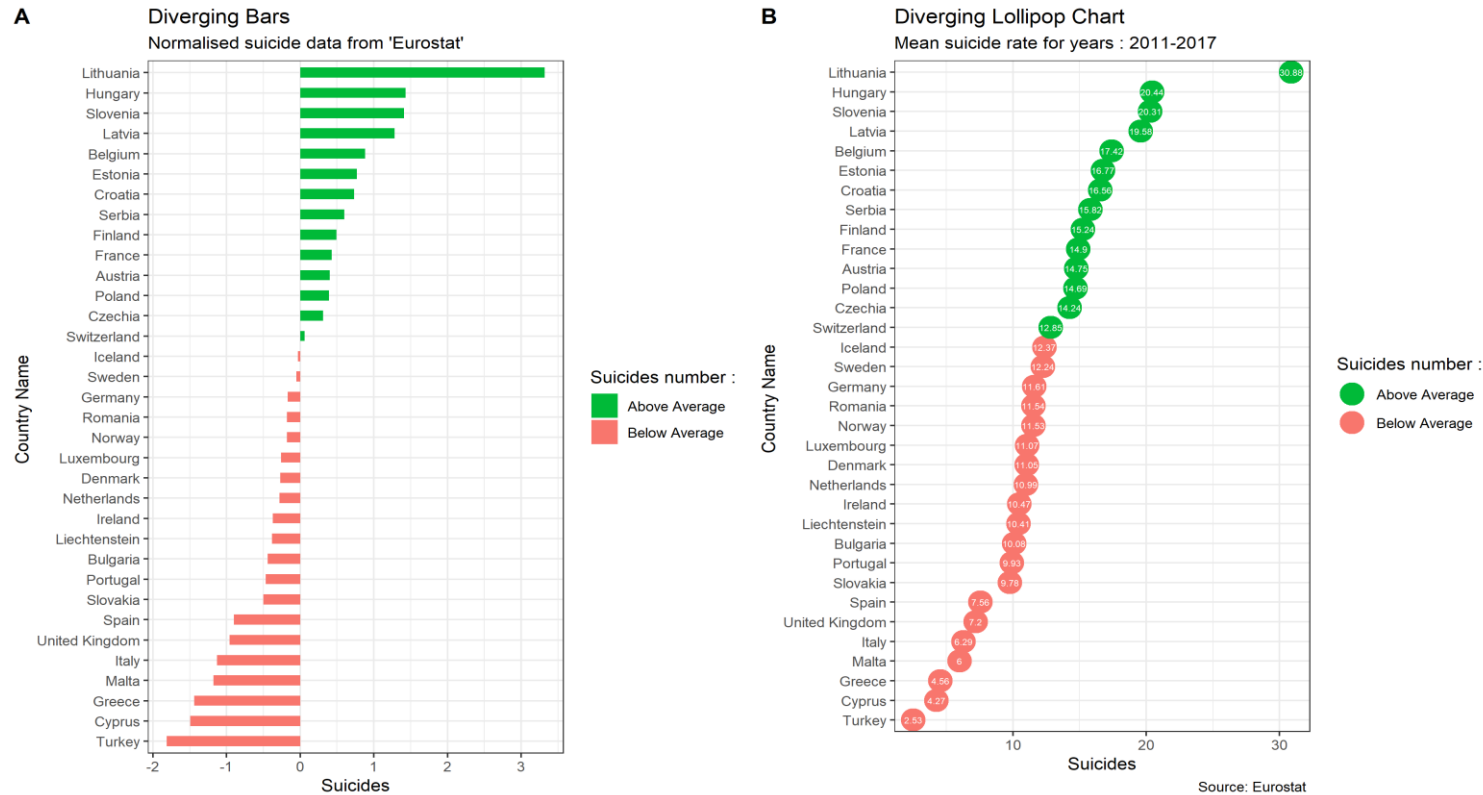 A
Diverging Bars
Normalised suicide data from 'Eurostat'
Country Name
Lithuania
Hungary
Slovenia
Latvia
Belgium
Estonia
Croatia
Serbia
Finland
France
Austria
Poland
Czechia
Switzerland
Iceland
Sweden
Germany
Romania
Norway
Luxembourg
Denmark
Netherlands
Ireland
Liechtenstein
Bulgaria
Portugal
Slovakia
Spain
United Kingdom
Italy
Malta
Greece
Cyprus
Turkey
-2 -1 0 1 2 3
Suicides
Suicides number :
Above Average
Below Average
B
Diverging Lollipop Chart
Mean suicide rate for years : 2011-2017
Country Name
Lithuania 30.88
Hungary 20.44
Slovenia 20.31
Latvia 19.58
Belgium 17.42
Estonia 16.77
Croatia 16.56
Serbia 15.82
Finland 15.24
France 14.9
Austria 14.75
Poland 14.69
Czechia 14.24
Switzerland 12.85
Iceland 12.37
Sweden 12.24
Germany 11.61
Romania 11.54
Norway 11.53
Luxembourg 11.07
Denmark 11.05
Netherlands 10.99
Ireland 10.47
Liechtenstein 10.41
Bulgaria 10.08
Portugal 9.93
Slovakia 9.78
Spain 7.56
United Kingdom 7.2
Italy 6.29
Malta 6
Greece 4.56
Cyprus 4.27
Turkey 2.53
10 20 30
Suicides
Suicides number :
Above Average
Below Average
Source: Eurostat